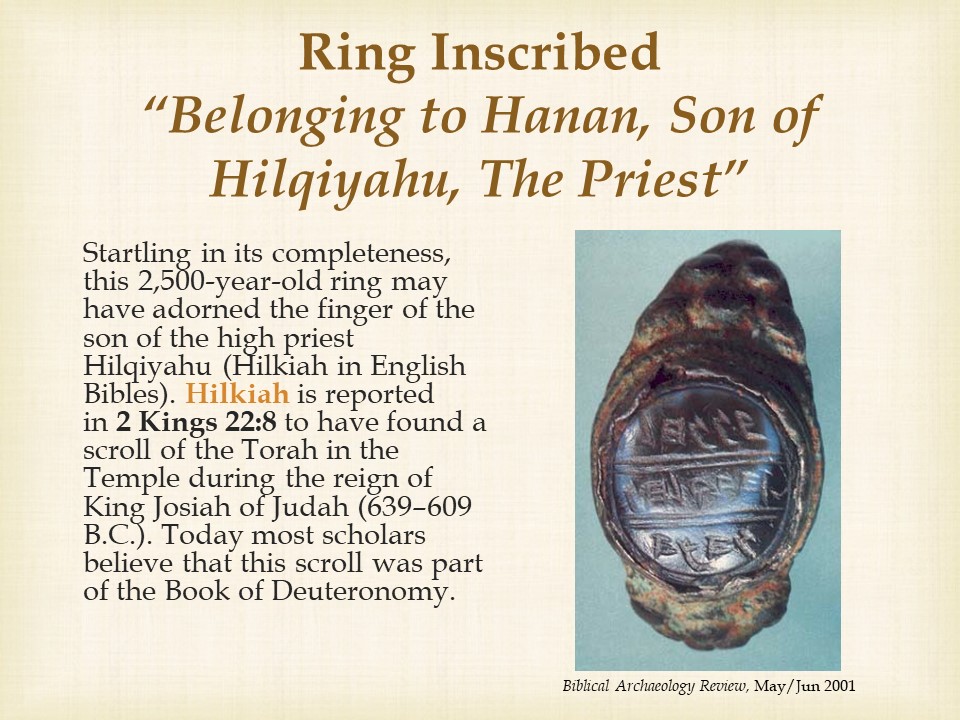 Ring Inscribed
“Belonging to Hanan, Son of
Hilqiyahu, The Priest”
Startling in its completeness,
this 2,500-year-old ring may
have adorned the finger of the
son of the high priest
Hilqiyahu (Hilkiah in English
Bibles). Hilkiah is reported
in 2 Kings 22:8 to have found a
scroll of the Torah in the
Temple during the reign of
King Josiah of Judah (639–609
B.C.). Today most scholars
believe that this scroll was part
of the Book of Deuteronomy.
Biblical Archaeology Review, May/Jun 2001